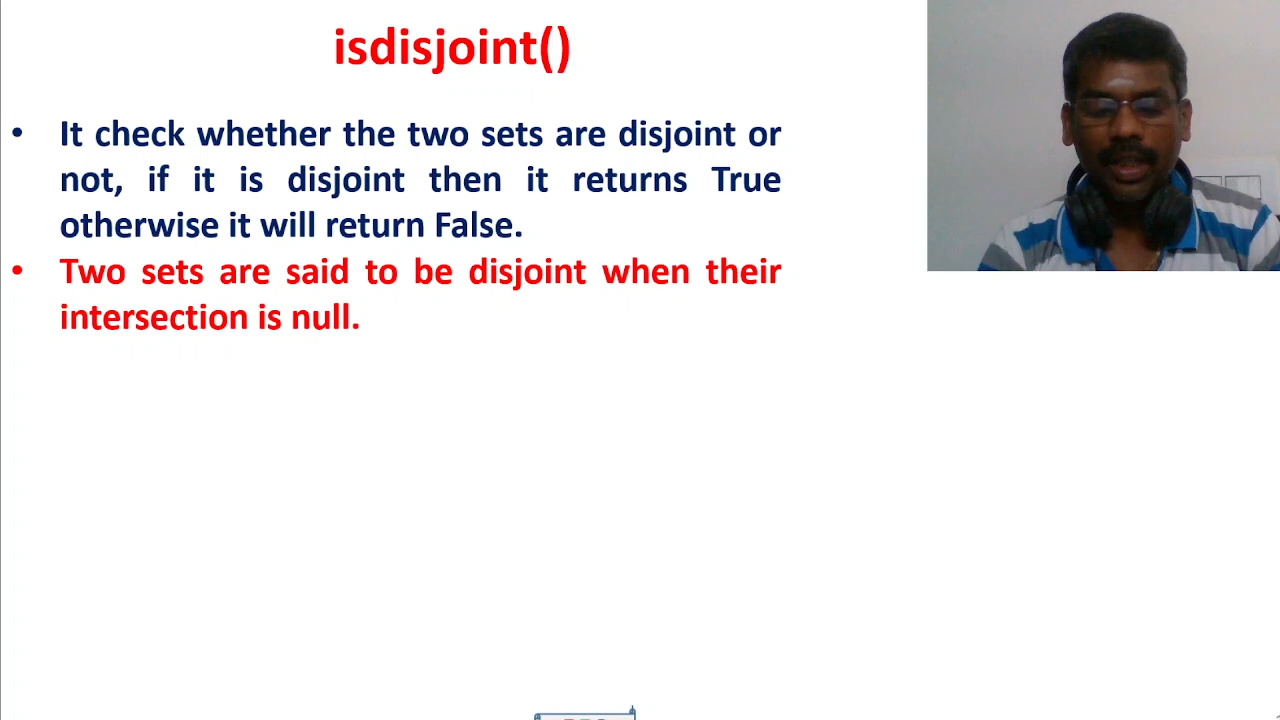 isdisjoint()
• It check whether the two sets are disjoint or
not, if it is disjoint then it returns True
otherwise it will return False.
• Two sets are said to be disjoint when their
intersection is null.